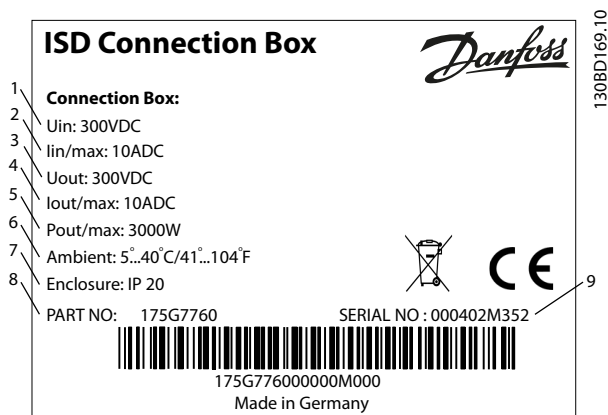 ISD Connection Box
Danfoss
130BD169.10
Connection Box:
1 Uin: 300VDC
2 Iin/max: 10ADC
3 Uout: 300VDC
4 Iout/max: 10ADC
5 Pout/max: 3000W
6 Ambient: 5°...40°C/41°...104°F
7 Enclosure: IP 20
CE
8 PART NO: 175G7760 SERIAL NO : 000402M352 9
175G776000000M000
Made in Germany